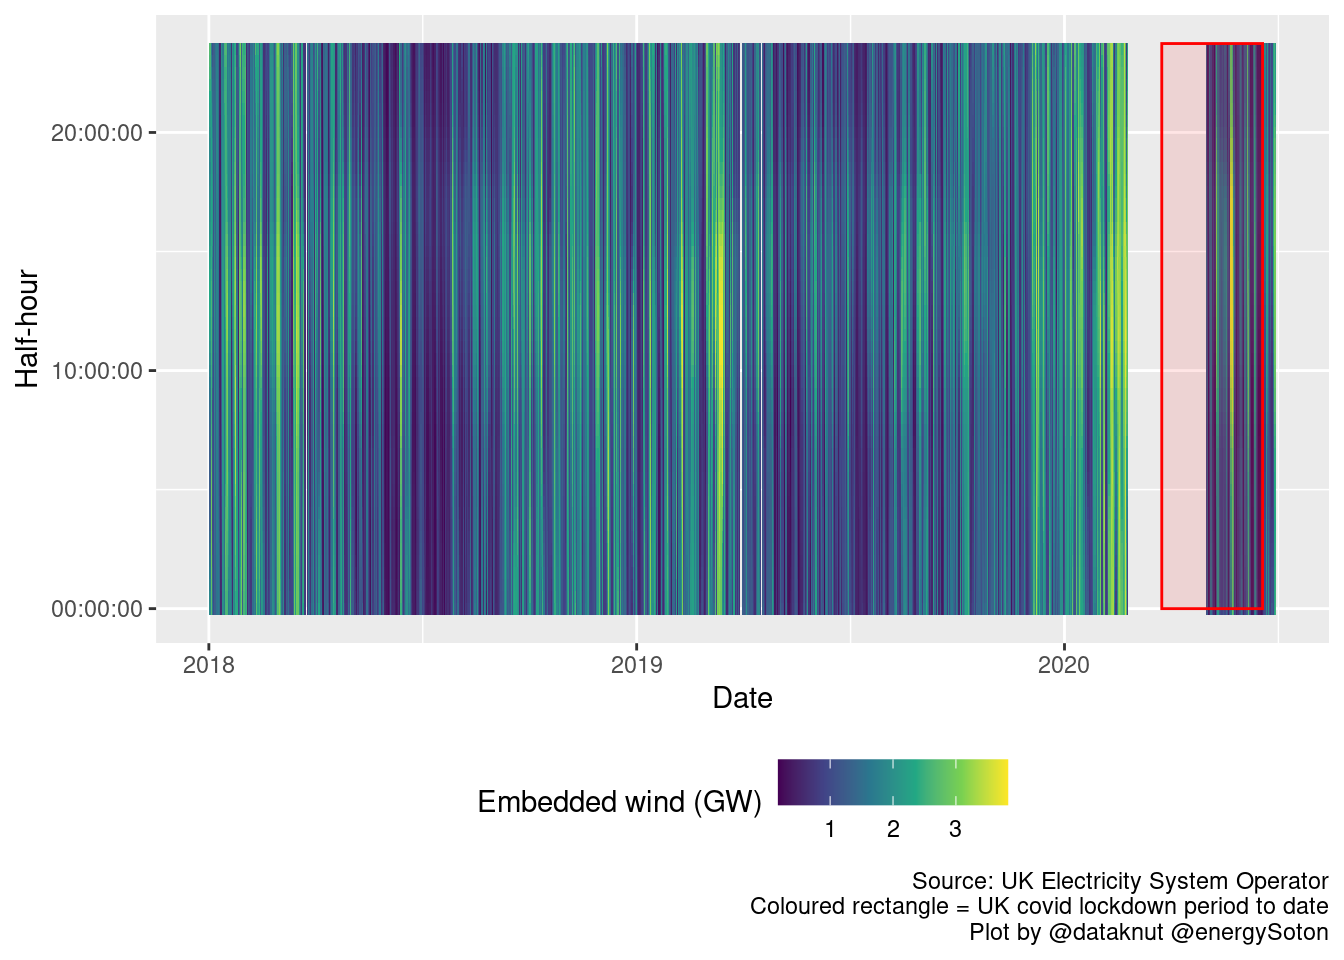 20:00:00
10:00:00
00:00:00
Half-hour
2018 2019 2020
Date
Embedded wind (GW)
1 2 3
Source: UK Electricity System Operator
Coloured rectangle = UK covid lockdown period to date
Plot by @dataknut @energySoton